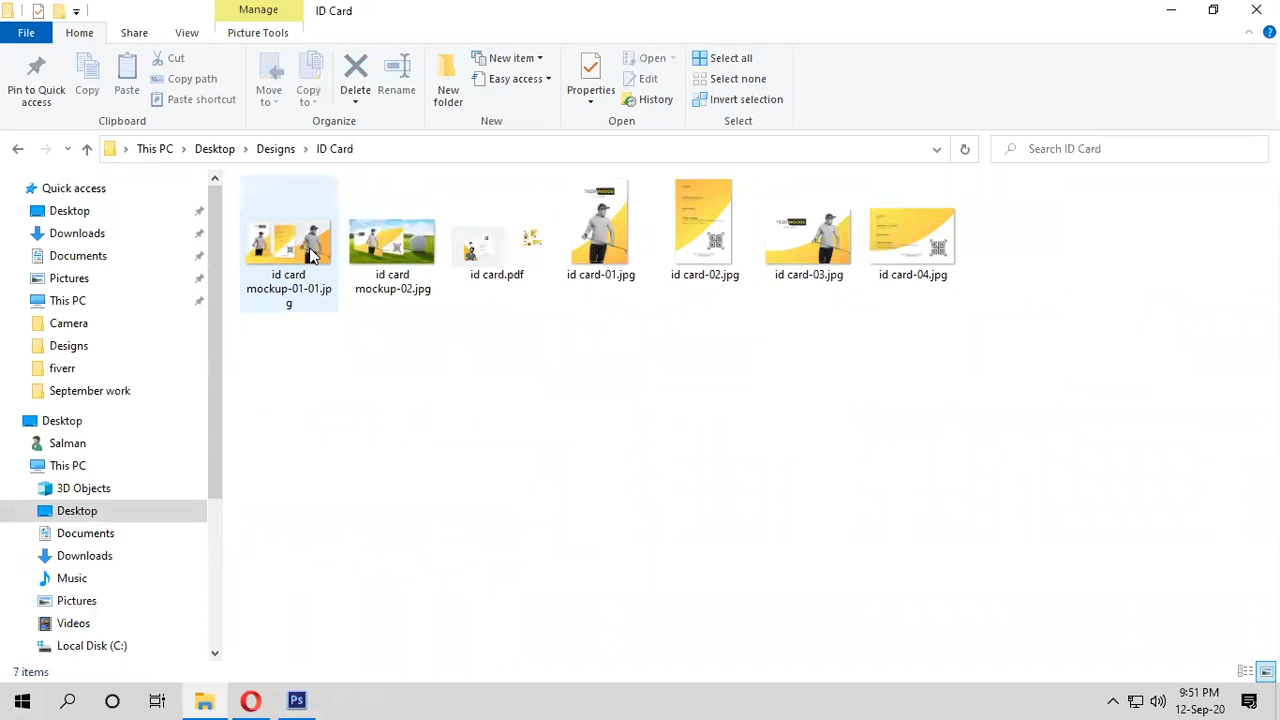 Manage
ID Card
File
Home
Share
View
Picture Tools
Pin to Quick
access
Copy
Paste
Cut
Copy path
Paste shortcut
Clipboard
Move
to
Copy
to
Delete
Rename
Organize
New
folder
New item
Easy access
New
Properties
Open
Edit
History
Open
Select all
Select none
Invert selection
Select
This PC
Desktop
Designs
ID Card
Search ID Card
Quick access
Desktop
Downloads
Documents
Pictures
This PC
Camera
Designs
fiverr
September work
Desktop
Salman
This PC
3D Objects
Desktop
Documents
Downloads
Music
Pictures
Videos
Local Disk (C:)
id card
mockup-01-01.jp
g
id card
mockup-02.jpg
id card.pdf
id card-01.jpg
id card-02.jpg
id card-03.jpg
id card-04.jpg
7 items
Ps
9:51 PM
12-Sep-20